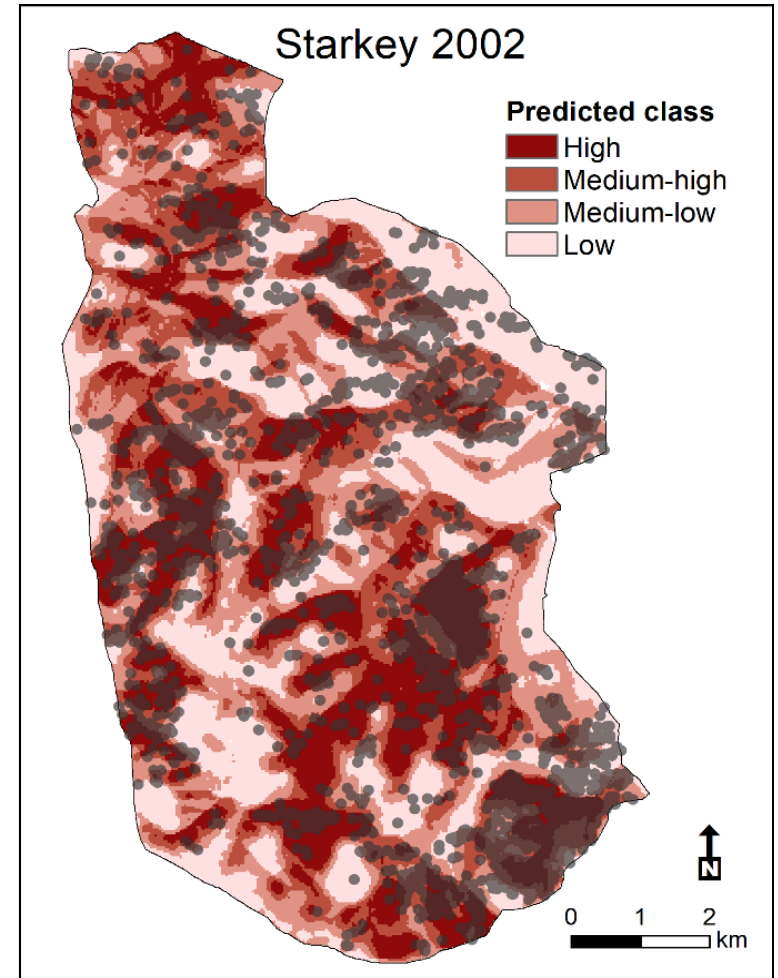 Starkey 2002
Predicted class
High
Medium-high
Medium-low
Low
N
0 1 2
km